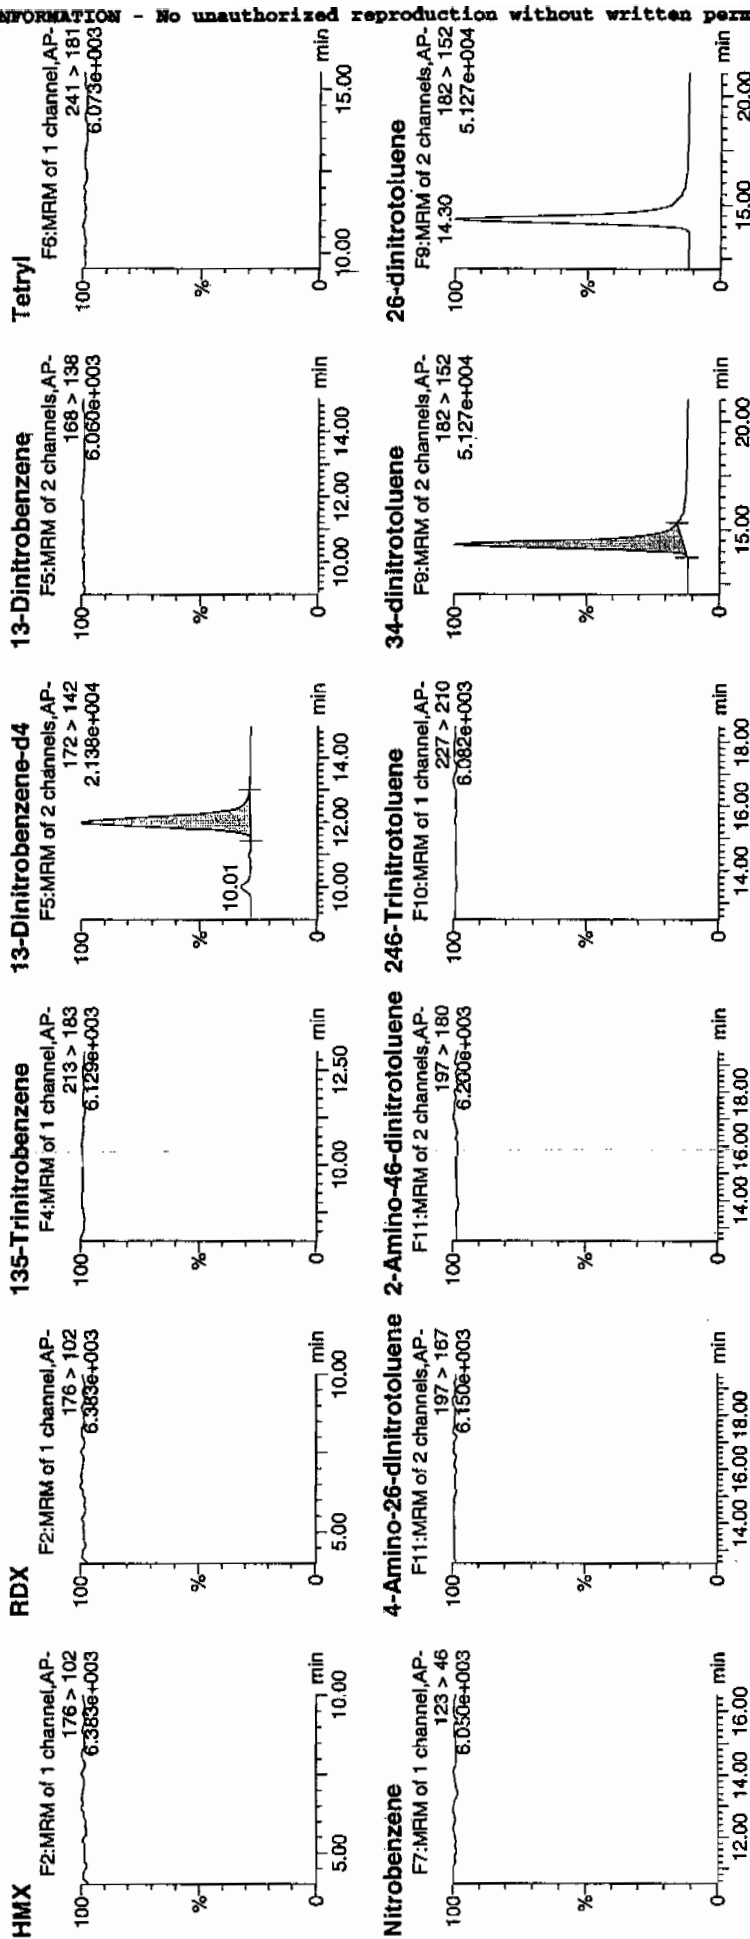 NFORMATION - No unauthorized reproduction without written perm
HMX
F2:MRM of 1 channel,AP-
176 > 102
6.383e+003
100
%
0
5.00 10.00
min
RDX
F2:MRM of 1 channel,AP-
176 > 102
6.383e+003
100
%
0
5.00 10.00
min
135-Trinitrobenzene
F4:MRM of 1 channel,AP-
213 > 183
6.129e+003
100
%
0
10.00 12.50
min
13-Dinitrobenzene-d4
F5:MRM of 2 channels,AP-
172 > 142
2.138e+004
100
10.01
%
0
10.00 12.00 14.00
min
13-Dinitrobenzene
F5:MRM of 2 channels,AP-
168 > 138
6.060e+003
100
%
0
10.00 12.00 14.00
min
Tetryl
F6:MRM of 1 channel,AP-
241 > 181
6.073e+003
100
%
0
10.00 15.00
min
Nitrobenzene
F7:MRM of 1 channel,AP-
123 > 46
6.050e+003
100
%
0
12.00 14.00 16.00
min
4-Amino-26-dinitrotoluene
F11:MRM of 2 channels,AP-
197 > 167
6.150e+003
100
%
0
14.00 16.00 18.00
min
2-Amino-46-dinitrotoluene
F11:MRM of 2 channels,AP-
197 > 180
6.200e+003
100
%
0
14.00 16.00 18.00
min
246-Trinitrotoluene
F10:MRM of 1 channel,AP-
227 > 210
6.082e+003
100
%
0
14.00 16.00 18.00
min
34-dinitrotoluene
F9:MRM of 2 channels,AP-
182 > 152
5.127e+004
100
%
0
15.00 20.00
min
26-dinitrotoluene
F9:MRM of 2 channels,AP-
182 > 152
5.127e+004
14.30
100
%
0
15.00 20.00
min